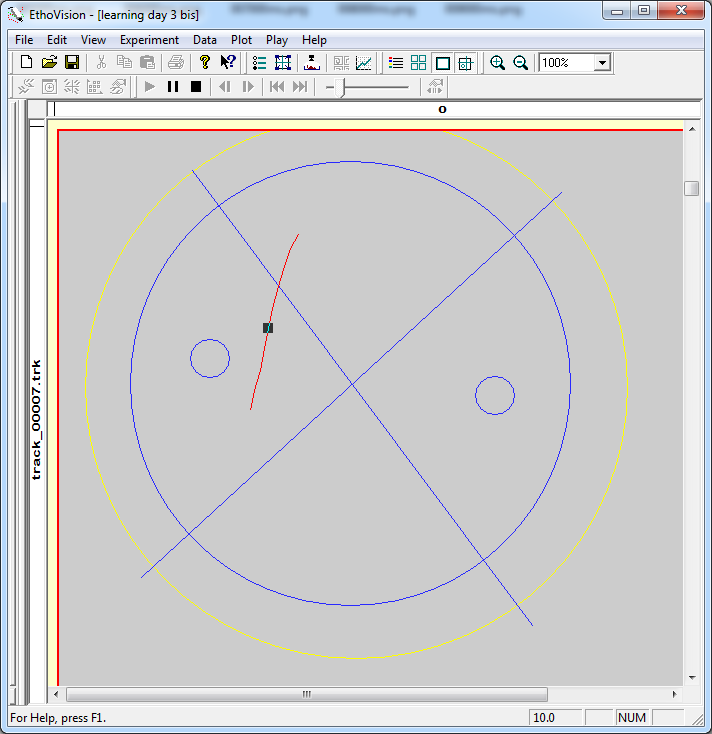 EthoVision - [learning day 3 bis]
File Edit View Experiment Data Plot Play Help
100%
0
track_00007.trk
For Help, press F1.
10.0
NUM